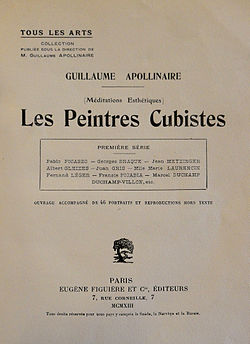 TOUS LES ARTS
COLLECTION
PUBLIÉE SOUS LA DIRECTION DE
M. GUILLAUME APOLLINAIRE
GUILLAUME APOLLINAIRE
[Méditations Esthétiques]
Les Peintres Cubistes
PREMIÈRE SÉRIE
Pablo PICASSO — Georges BRAQUE — Jean METZINGER
Albert GLEIZES — Juan GRIS — Mlle Marie LAURENCIN
Fernand LÉGER — Francis PICABIA — Marcel DUCHAMP
DUCHAMP-VILLON, etc.
OUVRAGE ACCOMPAGNÉ DE 46 PORTRAITS ET REPRODUCTIONS HORS TEXTE
PARIS
EUGÈNE FIGUIÈRE ET Cie, ÉDITEURS
7, RUE CORNEILLE, 7
MCMXIII
Tous droits réservés pour tous pays y compris la Suède, la Norvège et la Russie.